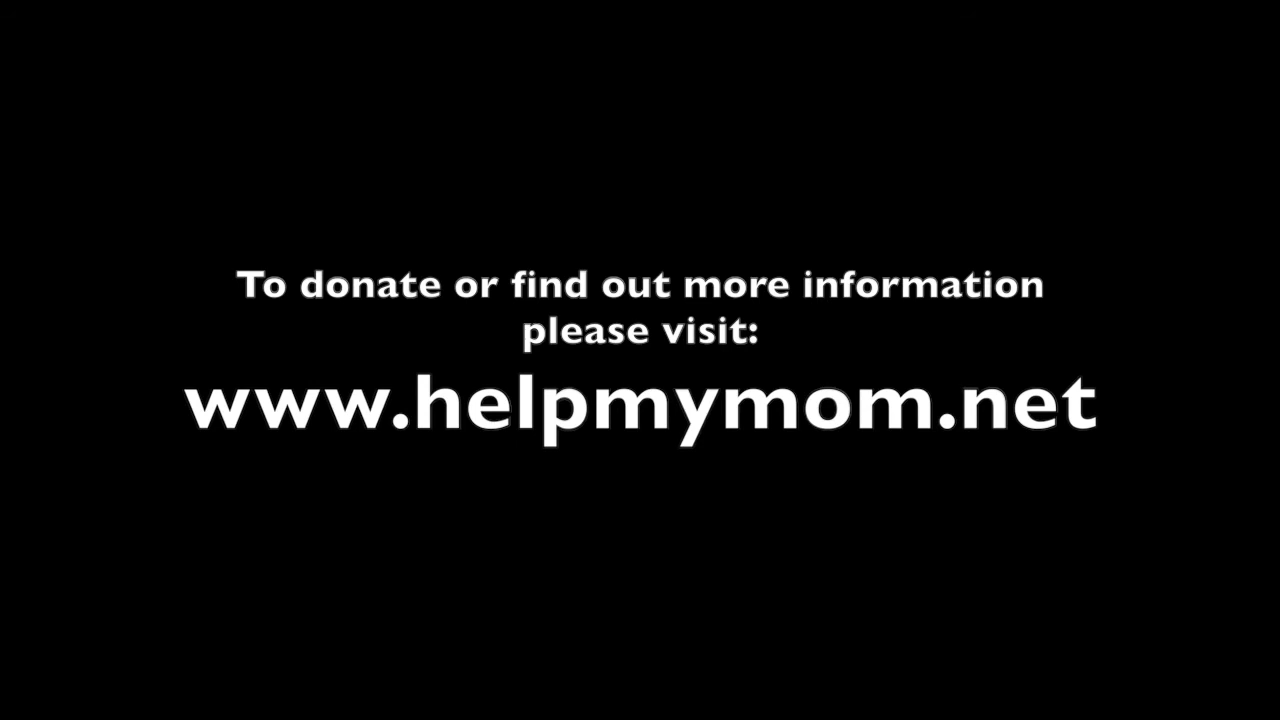 To donate or find out more information
please visit:
www.helpmymom.net